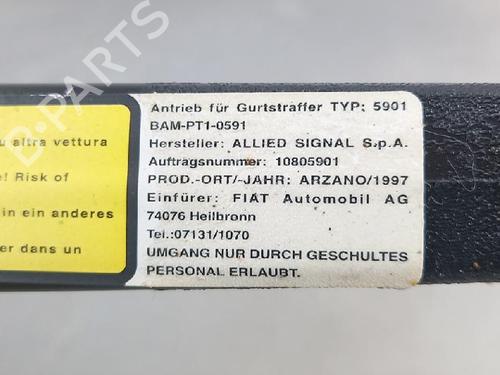 Antrieb für Gurtstraffer TYP: 5901
BAM-PT1-0591
Hersteller: ALLIED SIGNAL S.p.A.
Auftragsnummer: 10805901
PROD.-ORT/-JAHR: ARZANO/1997
Einfürer: FIAT Automobil AG
74076 Heilbronn
Tel.:07131/1070
UMGANG NUR DURCH GESCHULTES
PERSONAL ERLAUBT.
altra vettura
! Risk of
in ein anderes
er dans un
B-PARTS